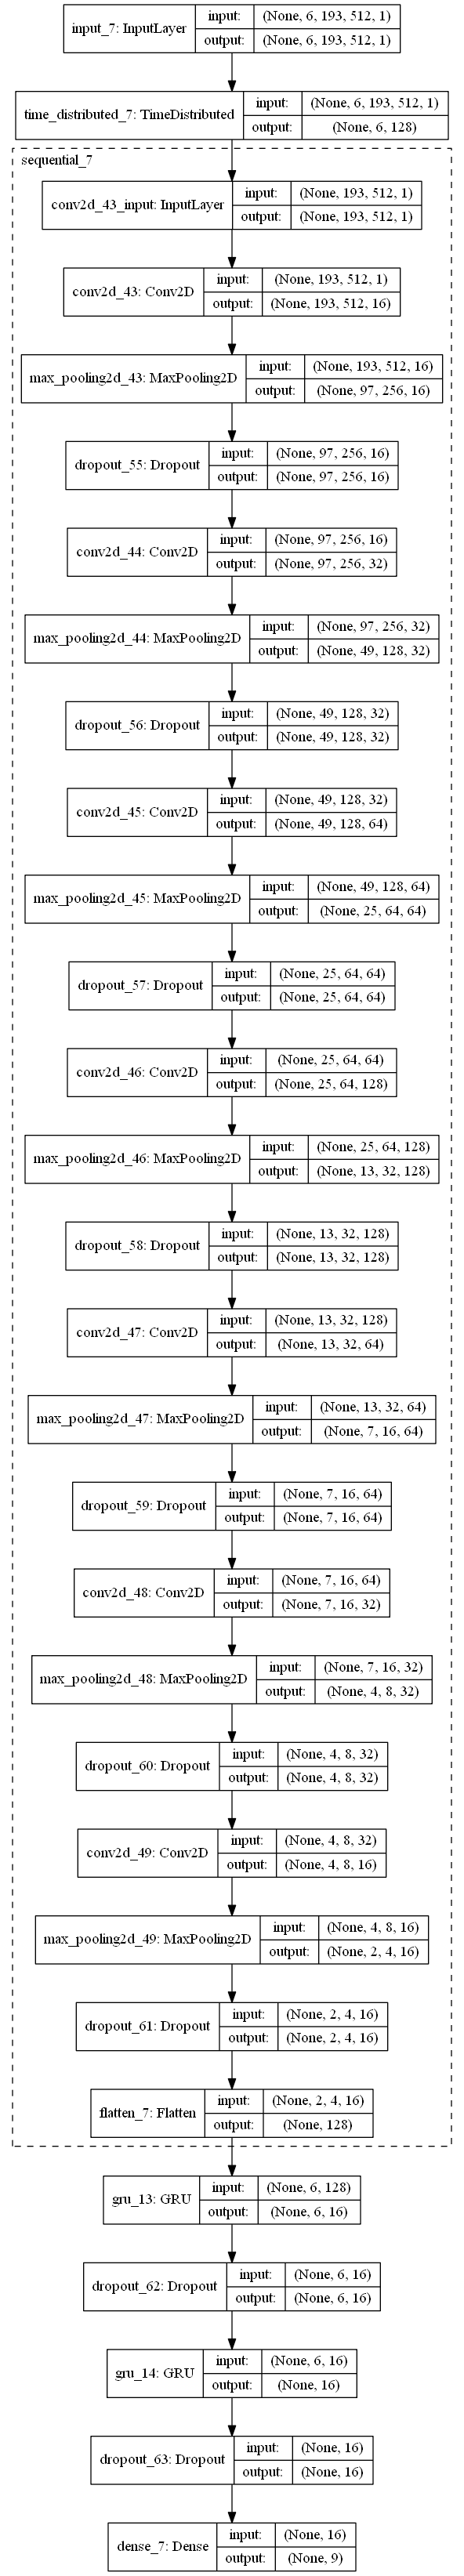 input_7: InputLayer
input: (None, 6, 193, 512, 1)
output: (None, 6, 193, 512, 1)
time_distributed_7: TimeDistributed
input: (None, 6, 193, 512, 1)
output: (None, 6, 128)
sequential_7
conv2d_43_input: InputLayer
input: (None, 193, 512, 1)
output: (None, 193, 512, 1)
conv2d_43: Conv2D
input: (None, 193, 512, 1)
output: (None, 193, 512, 16)
max_pooling2d_43: MaxPooling2D
input: (None, 193, 512, 16)
output: (None, 97, 256, 16)
dropout_55: Dropout
input: (None, 97, 256, 16)
output: (None, 97, 256, 16)
conv2d_44: Conv2D
input: (None, 97, 256, 16)
output: (None, 97, 256, 32)
max_pooling2d_44: MaxPooling2D
input: (None, 97, 256, 32)
output: (None, 49, 128, 32)
dropout_56: Dropout
input: (None, 49, 128, 32)
output: (None, 49, 128, 32)
conv2d_45: Conv2D
input: (None, 49, 128, 32)
output: (None, 49, 128, 64)
max_pooling2d_45: MaxPooling2D
input: (None, 49, 128, 64)
output: (None, 25, 64, 64)
dropout_57: Dropout
input: (None, 25, 64, 64)
output: (None, 25, 64, 64)
conv2d_46: Conv2D
input: (None, 25, 64, 64)
output: (None, 25, 64, 128)
max_pooling2d_46: MaxPooling2D
input: (None, 25, 64, 128)
output: (None, 13, 32, 128)
dropout_58: Dropout
input: (None, 13, 32, 128)
output: (None, 13, 32, 128)
conv2d_47: Conv2D
input: (None, 13, 32, 128)
output: (None, 13, 32, 64)
max_pooling2d_47: MaxPooling2D
input: (None, 13, 32, 64)
output: (None, 7, 16, 64)
dropout_59: Dropout
input: (None, 7, 16, 64)
output: (None, 7, 16, 64)
conv2d_48: Conv2D
input: (None, 7, 16, 64)
output: (None, 7, 16, 32)
max_pooling2d_48: MaxPooling2D
input: (None, 7, 16, 32)
output: (None, 4, 8, 32)
dropout_60: Dropout
input: (None, 4, 8, 32)
output: (None, 4, 8, 32)
conv2d_49: Conv2D
input: (None, 4, 8, 32)
output: (None, 4, 8, 16)
max_pooling2d_49: MaxPooling2D
input: (None, 4, 8, 16)
output: (None, 2, 4, 16)
dropout_61: Dropout
input: (None, 2, 4, 16)
output: (None, 2, 4, 16)
flatten_7: Flatten
input: (None, 2, 4, 16)
output: (None, 128)
gru_13: GRU
input: (None, 6, 128)
output: (None, 6, 16)
dropout_62: Dropout
input: (None, 6, 16)
output: (None, 6, 16)
gru_14: GRU
input: (None, 6, 16)
output: (None, 16)
dropout_63: Dropout
input: (None, 16)
output: (None, 16)
dense_7: Dense
input: (None, 16)
output: (None, 9)